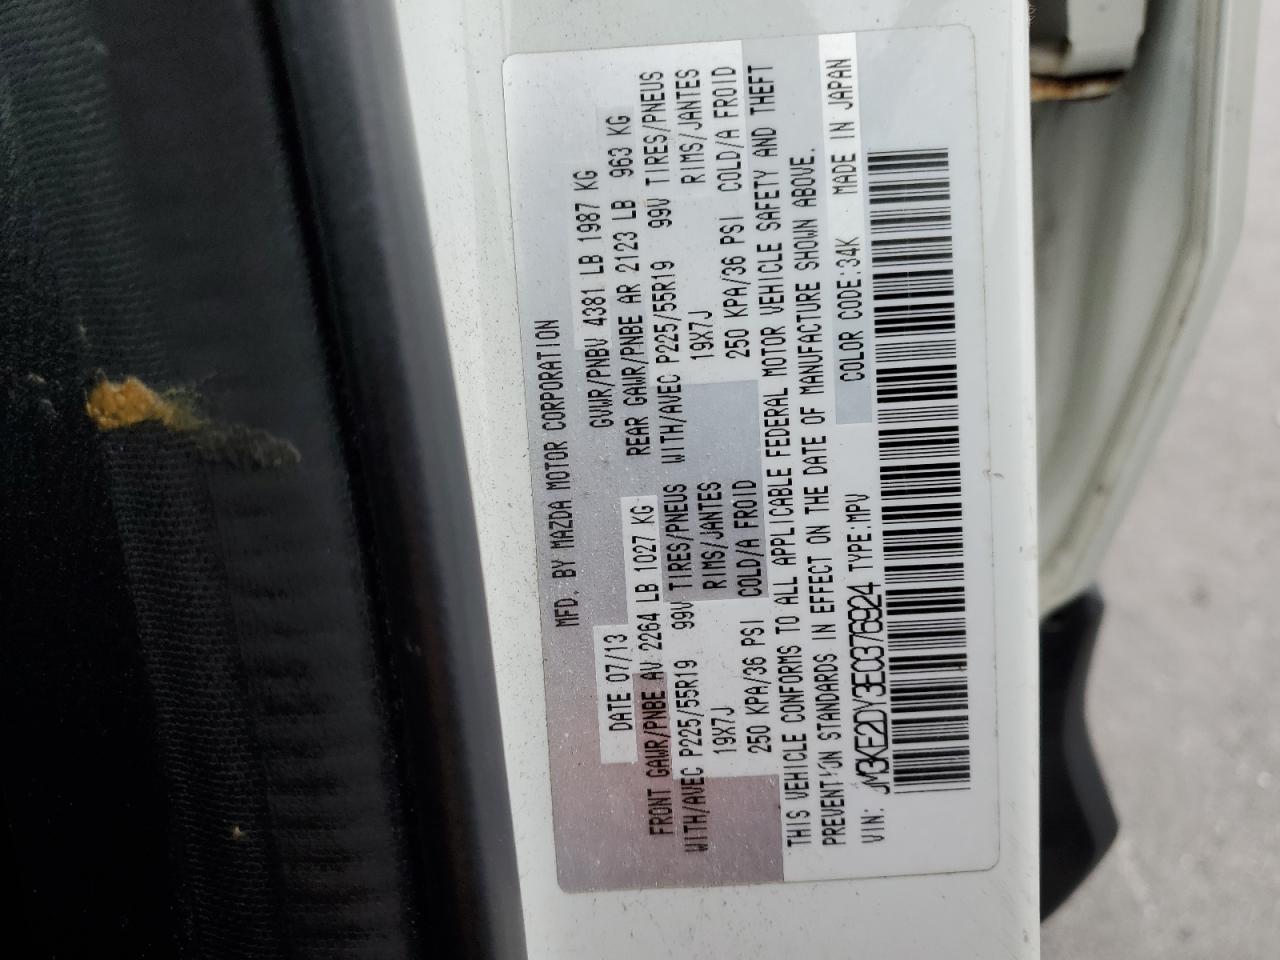 MFD. BY MAZDA MOTOR CORPORATION
DATE 07/13 GVWR/PNBV 4381 LB 1987 KG
FRONT GAWR/PNBE AV 2264 LB 1027 KG REAR GAWR/PNBE AR 2123 LB 963 KG
WITH/AVEC P225/55R19 99V TIRES/PNEUS WITH/AVEC P225/55R19 99V TIRES/PNEUS
19X7J RIMS/JANTES 19X7J RIMS/JANTES
250 KPA/36 PSI COLD/A FROID 250 KPA/36 PSI COLD/A FROID
THIS VEHICLE CONFORMS TO ALL APPLICABLE FEDERAL MOTOR VEHICLE SAFETY AND THEFT
PREVENTION STANDARDS IN EFFECT ON THE DATE OF MANUFACTURE SHOWN ABOVE.
VIN: JM3KE2DY3E0376924 TYPE:MPV COLOR CODE:34K MADE IN JAPAN